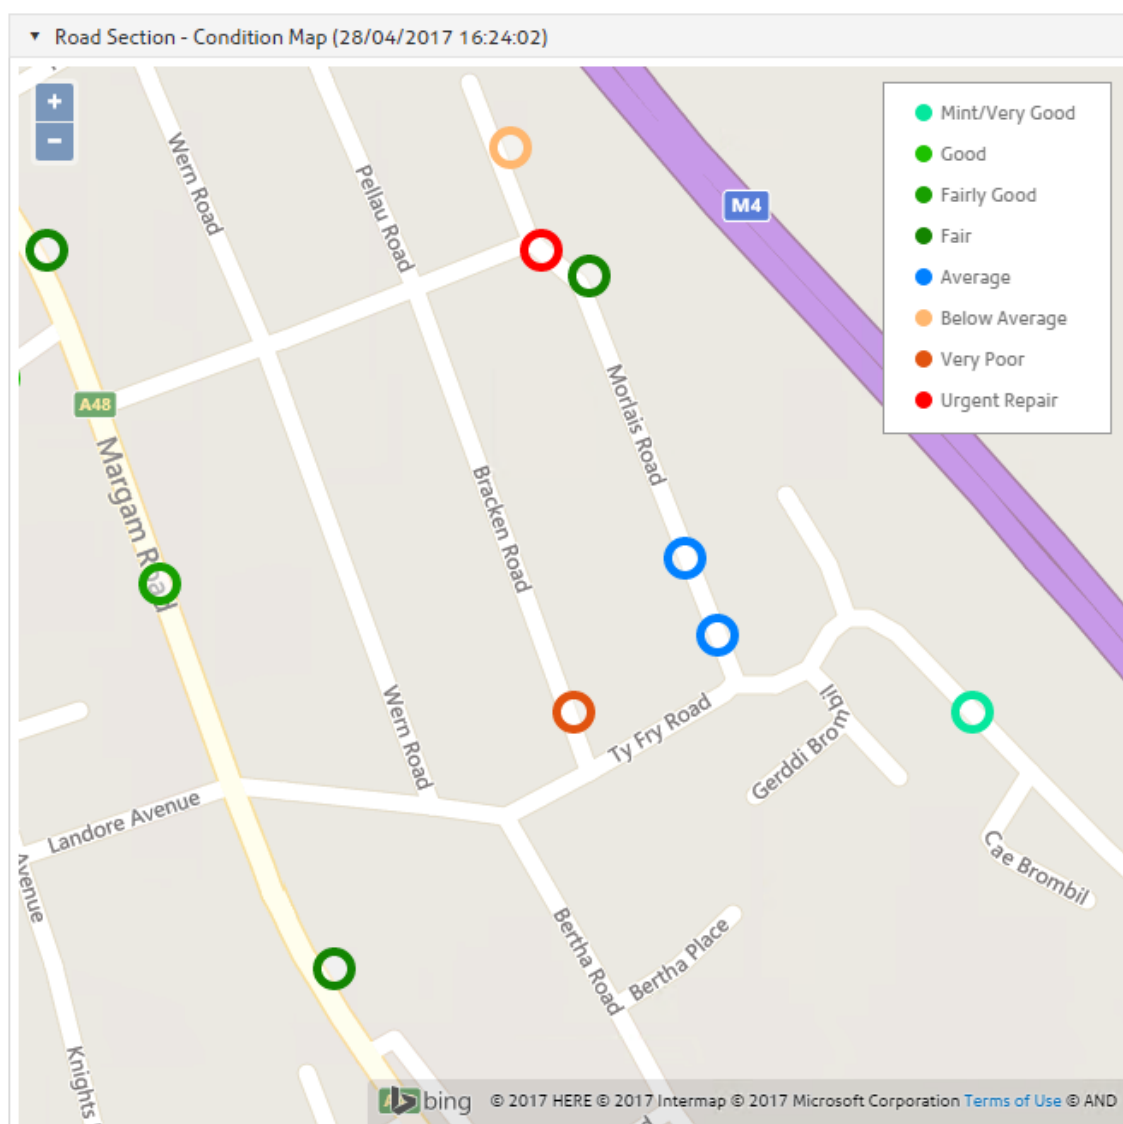 ▼ Road Section - Condition Map (28/04/2017 16:24:02)
+
−
Mint/Very Good
Good
Fairly Good
Fair
Average
Below Average
Very Poor
Urgent Repair
M4
Wern Road
Pellau Road
A48
Margam Road
Morlais Road
Bracken Road
Wern Road
Ty Fry Road
Gerddi Brombil
Landore Avenue
Avenue
Cae Brombil
Bertha Road
Bertha Place
Knights
bing
© 2017 HERE © 2017 Intermap © 2017 Microsoft Corporation Terms of Use © AND